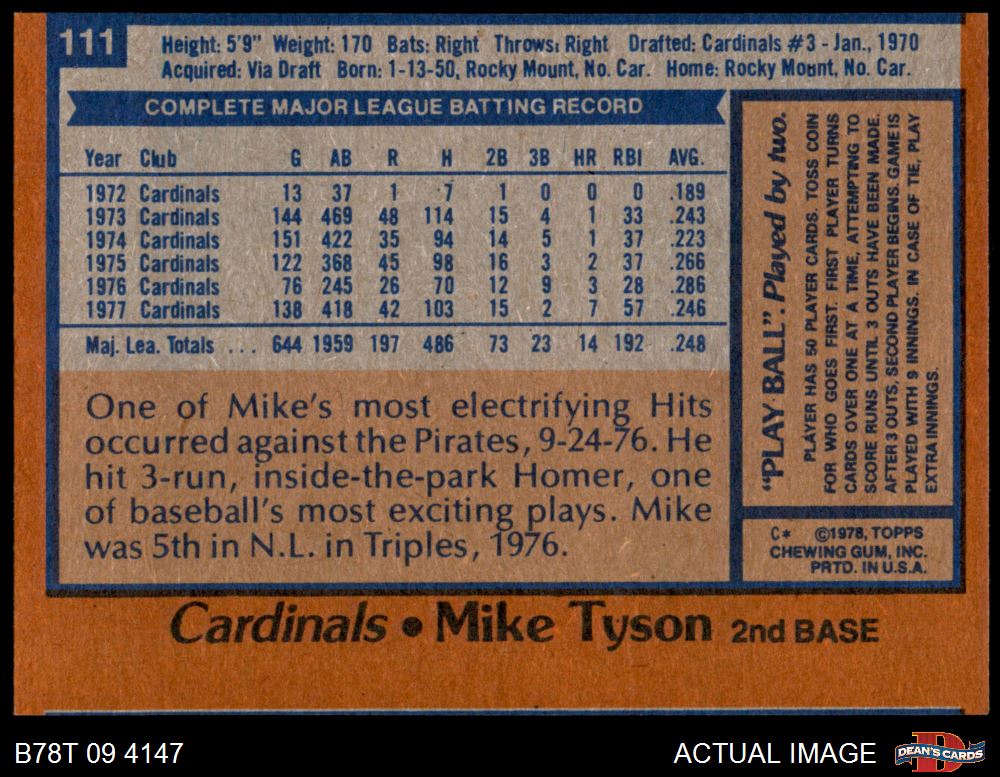 111
Height: 5'9" Weight: 170 Bats: Right Throws: Right Drafted: Cardinals #3 - Jan., 1970
Acquired: Via Draft Born: 1-13-50, Rocky Mount, No. Car. Home: Rocky Mount, No. Car.
COMPLETE MAJOR LEAGUE BATTING RECORD
Year Club G AB R H 2B 3B HR RBI AVG.
1972 Cardinals 13 37 1 7 1 0 0 0 .189
1973 Cardinals 144 469 48 114 15 4 1 33 .243
1974 Cardinals 151 422 35 94 14 5 1 37 .223
1975 Cardinals 122 368 45 98 16 3 2 37 .266
1976 Cardinals 76 245 26 70 12 9 3 28 .286
1977 Cardinals 138 418 42 103 15 2 7 57 .246
Maj. Lea. Totals ... 644 1959 197 486 73 23 14 192 .248
One of Mike's most electrifying Hits
occurred against the Pirates, 9-24-76. He
hit 3-run, inside-the-park Homer, one
of baseball's most exciting plays. Mike
was 5th in N.L. in Triples, 1976.
"PLAY BALL". Played by two.
PLAYER HAS 50 PLAYER CARDS. TOSS COIN
FOR WHO GOES FIRST. FIRST PLAYER TURNS
CARDS OVER ONE AT A TIME, ATTEMPTING TO
SCORE RUNS UNTIL 3 OUTS HAVE BEEN MADE.
AFTER 3 OUTS, SECOND PLAYER BEGINS. GAME IS
PLAYED WITH 9 INNINGS. IN CASE OF TIE, PLAY
EXTRA INNINGS.
C* ©1978, TOPPS
CHEWING GUM, INC.
PRTD. IN U.S.A.
Cardinals • Mike Tyson 2nd BASE
B78T 09 4147
ACTUAL IMAGE
D
DEAN'S CARDS